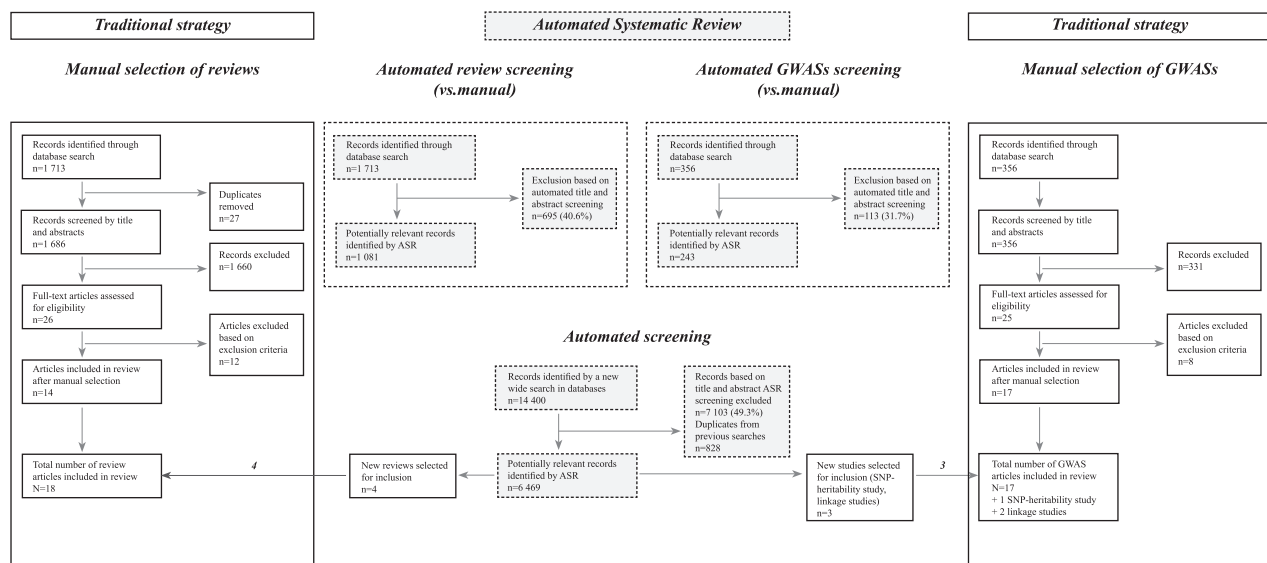 Traditional strategy
Manual selection of reviews
Records identified through
database search
n=1 713
Duplicates
removed
n=27
Records screened by title
and abstracts
n=1 686
Records excluded
n=1 660
Full-text articles assessed
for eligibility
n=26
Articles excluded
based on
exclusion criteria
n=12
Articles included in review
after manual selection
n=14
Total number of review
articles included in review
N=18
Automated Systematic Review
Automated review screening
(vs.manual)
Records identified through
database search
n=1 713
Exclusion based on
automated title and
abstract screening
n=695 (40.6%)
Potentially relevant records
identified by ASR
n=1 081
Automated GWASs screening
(vs.manual)
Records identified through
database search
n=356
Exclusion based on
automated title and
abstract screening
n=113 (31.7%)
Potentially relevant records
identified by ASR
n=243
Automated screening
Records identified by a new
wide search in databases
n=14 400
Records based on
title and abstract ASR
screening excluded
n=7 103 (49.3%)
Duplicates from
previous searches
n=828
Potentially relevant records
identified by ASR
n=6 469
New reviews selected
for inclusion
n=4
4
New studies selected
for inclusion (SNP-
heritability study,
linkage studies)
n=3
3
Traditional strategy
Manual selection of GWASs
Records identified through
database search
n=356
Records screened by title
and abstracts
n=356
Records excluded
n=331
Full-text articles assessed for
eligibility
n=25
Articles excluded
based on
exclusion criteria
n=8
Articles included in review
after manual selection
n=17
Total number of GWAS
articles included in review
N=17
+ 1 SNP-heritability study
+ 2 linkage studies